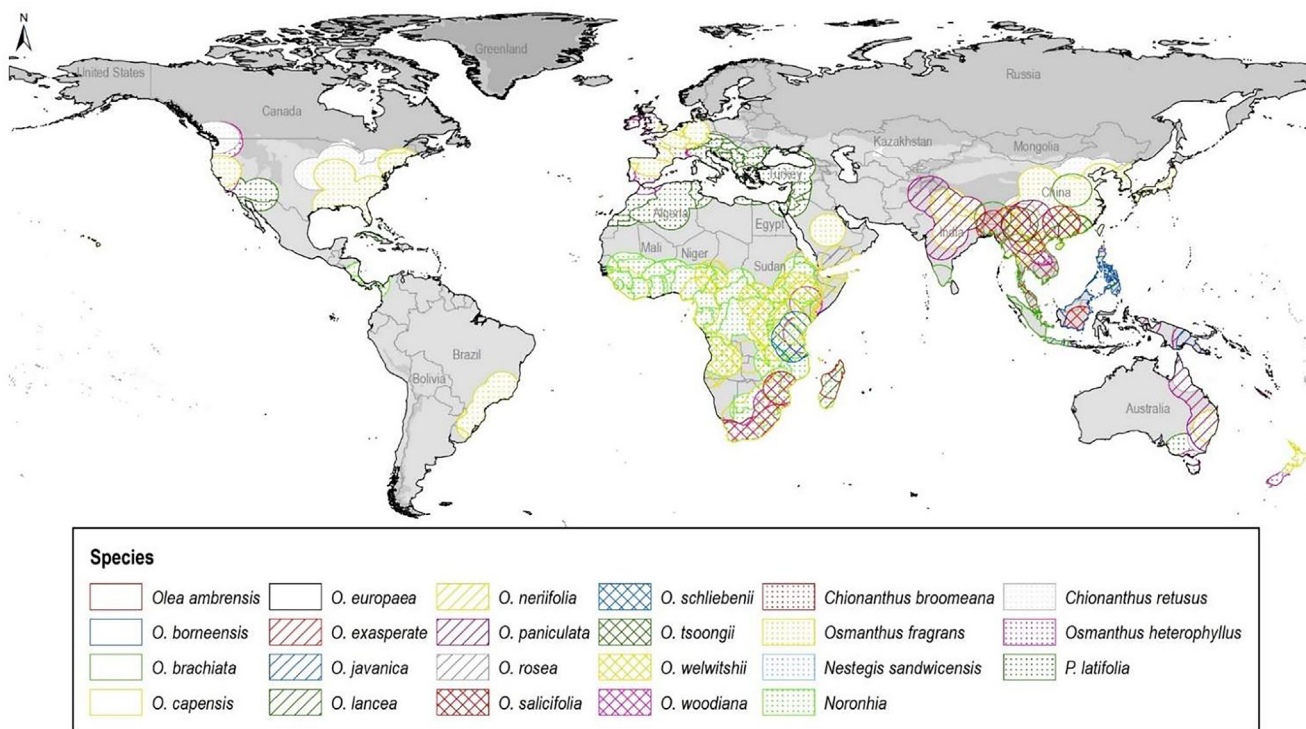 N
Greenland
United States
Russia
Canada
Kazakhstan
Mongolia
Turkey
China
Algeria
Egypt
India
Mali
Niger
Sudan
Brazil
Bolivia
Australia
Species
Olea ambrensis O. europaea O. neriifolia O. schliebenii Chionanthus broomeana Chionanthus retusus
O. borneensis O. exasperate O. paniculata O. tsoongii Osmanthus fragrans Osmanthus heterophyllus
O. brachiata O. javanica O. rosea O. welwitshii Nestegis sandwicensis P. latifolia
O. capensis O. lancea O. salicifolia O. woodiana Noronhia